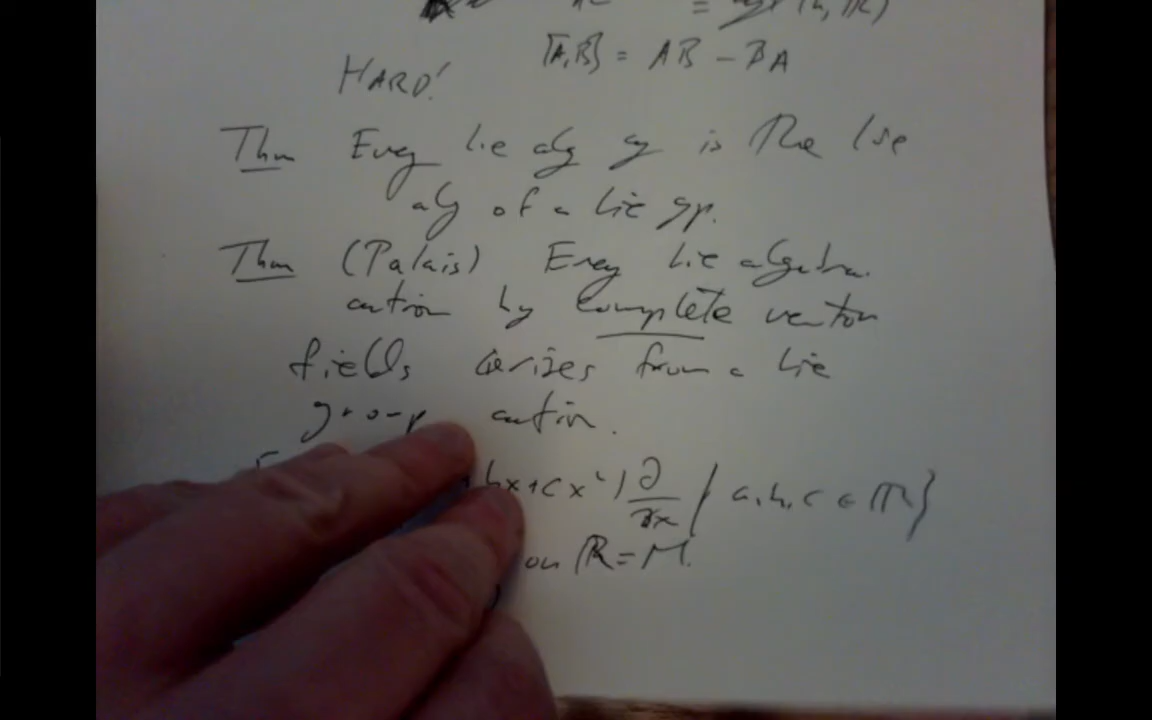 = (n, R)
[A,B] = AB - BA
HARD!
Thm Every lie alg g is the lie
alg of a lie gp.
Thm (Palais) Every lie algebra
action by complete vector
fields arises from a lie
group action.
bx+cx²) ∂/∂x | a,b,c ∈ ℝ}
on ℝ=M.